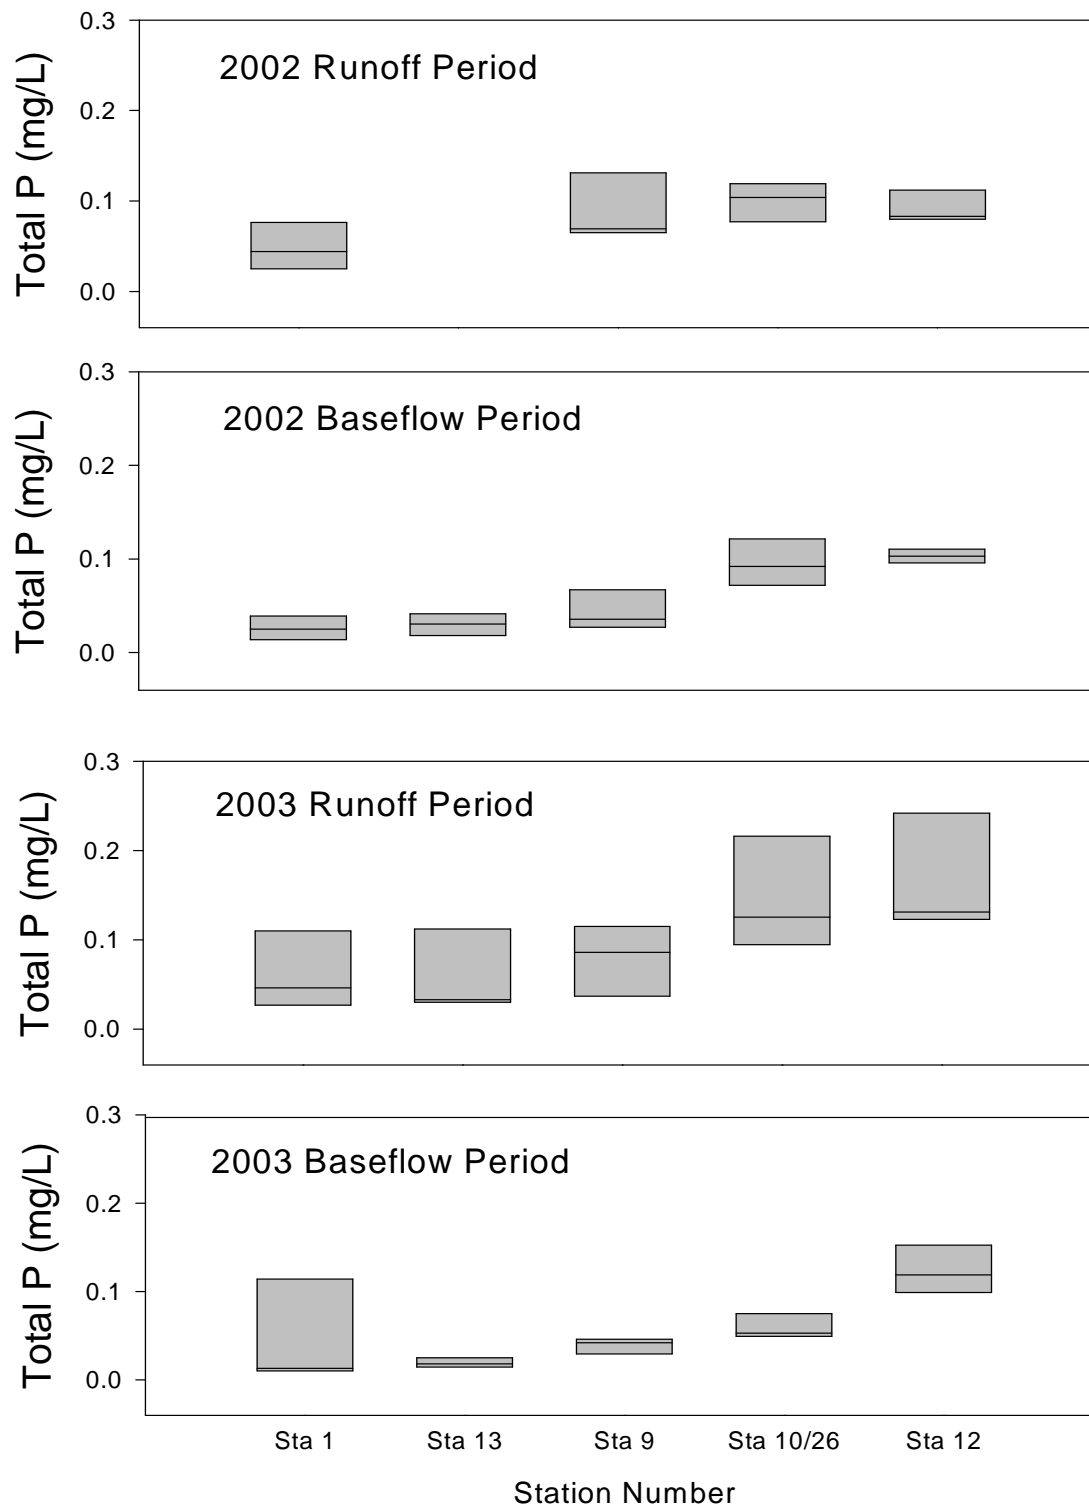 0.3
2002 Runoff Period
0.2
0.1
0.0
Total P (mg/L)
0.3
2002 Baseflow Period
0.2
0.1
0.0
Total P (mg/L)
0.3
2003 Runoff Period
0.2
0.1
0.0
Total P (mg/L)
0.3
2003 Baseflow Period
0.2
0.1
0.0
Total P (mg/L)
Sta 1 Sta 13 Sta 9 Sta 10/26 Sta 12
Station Number